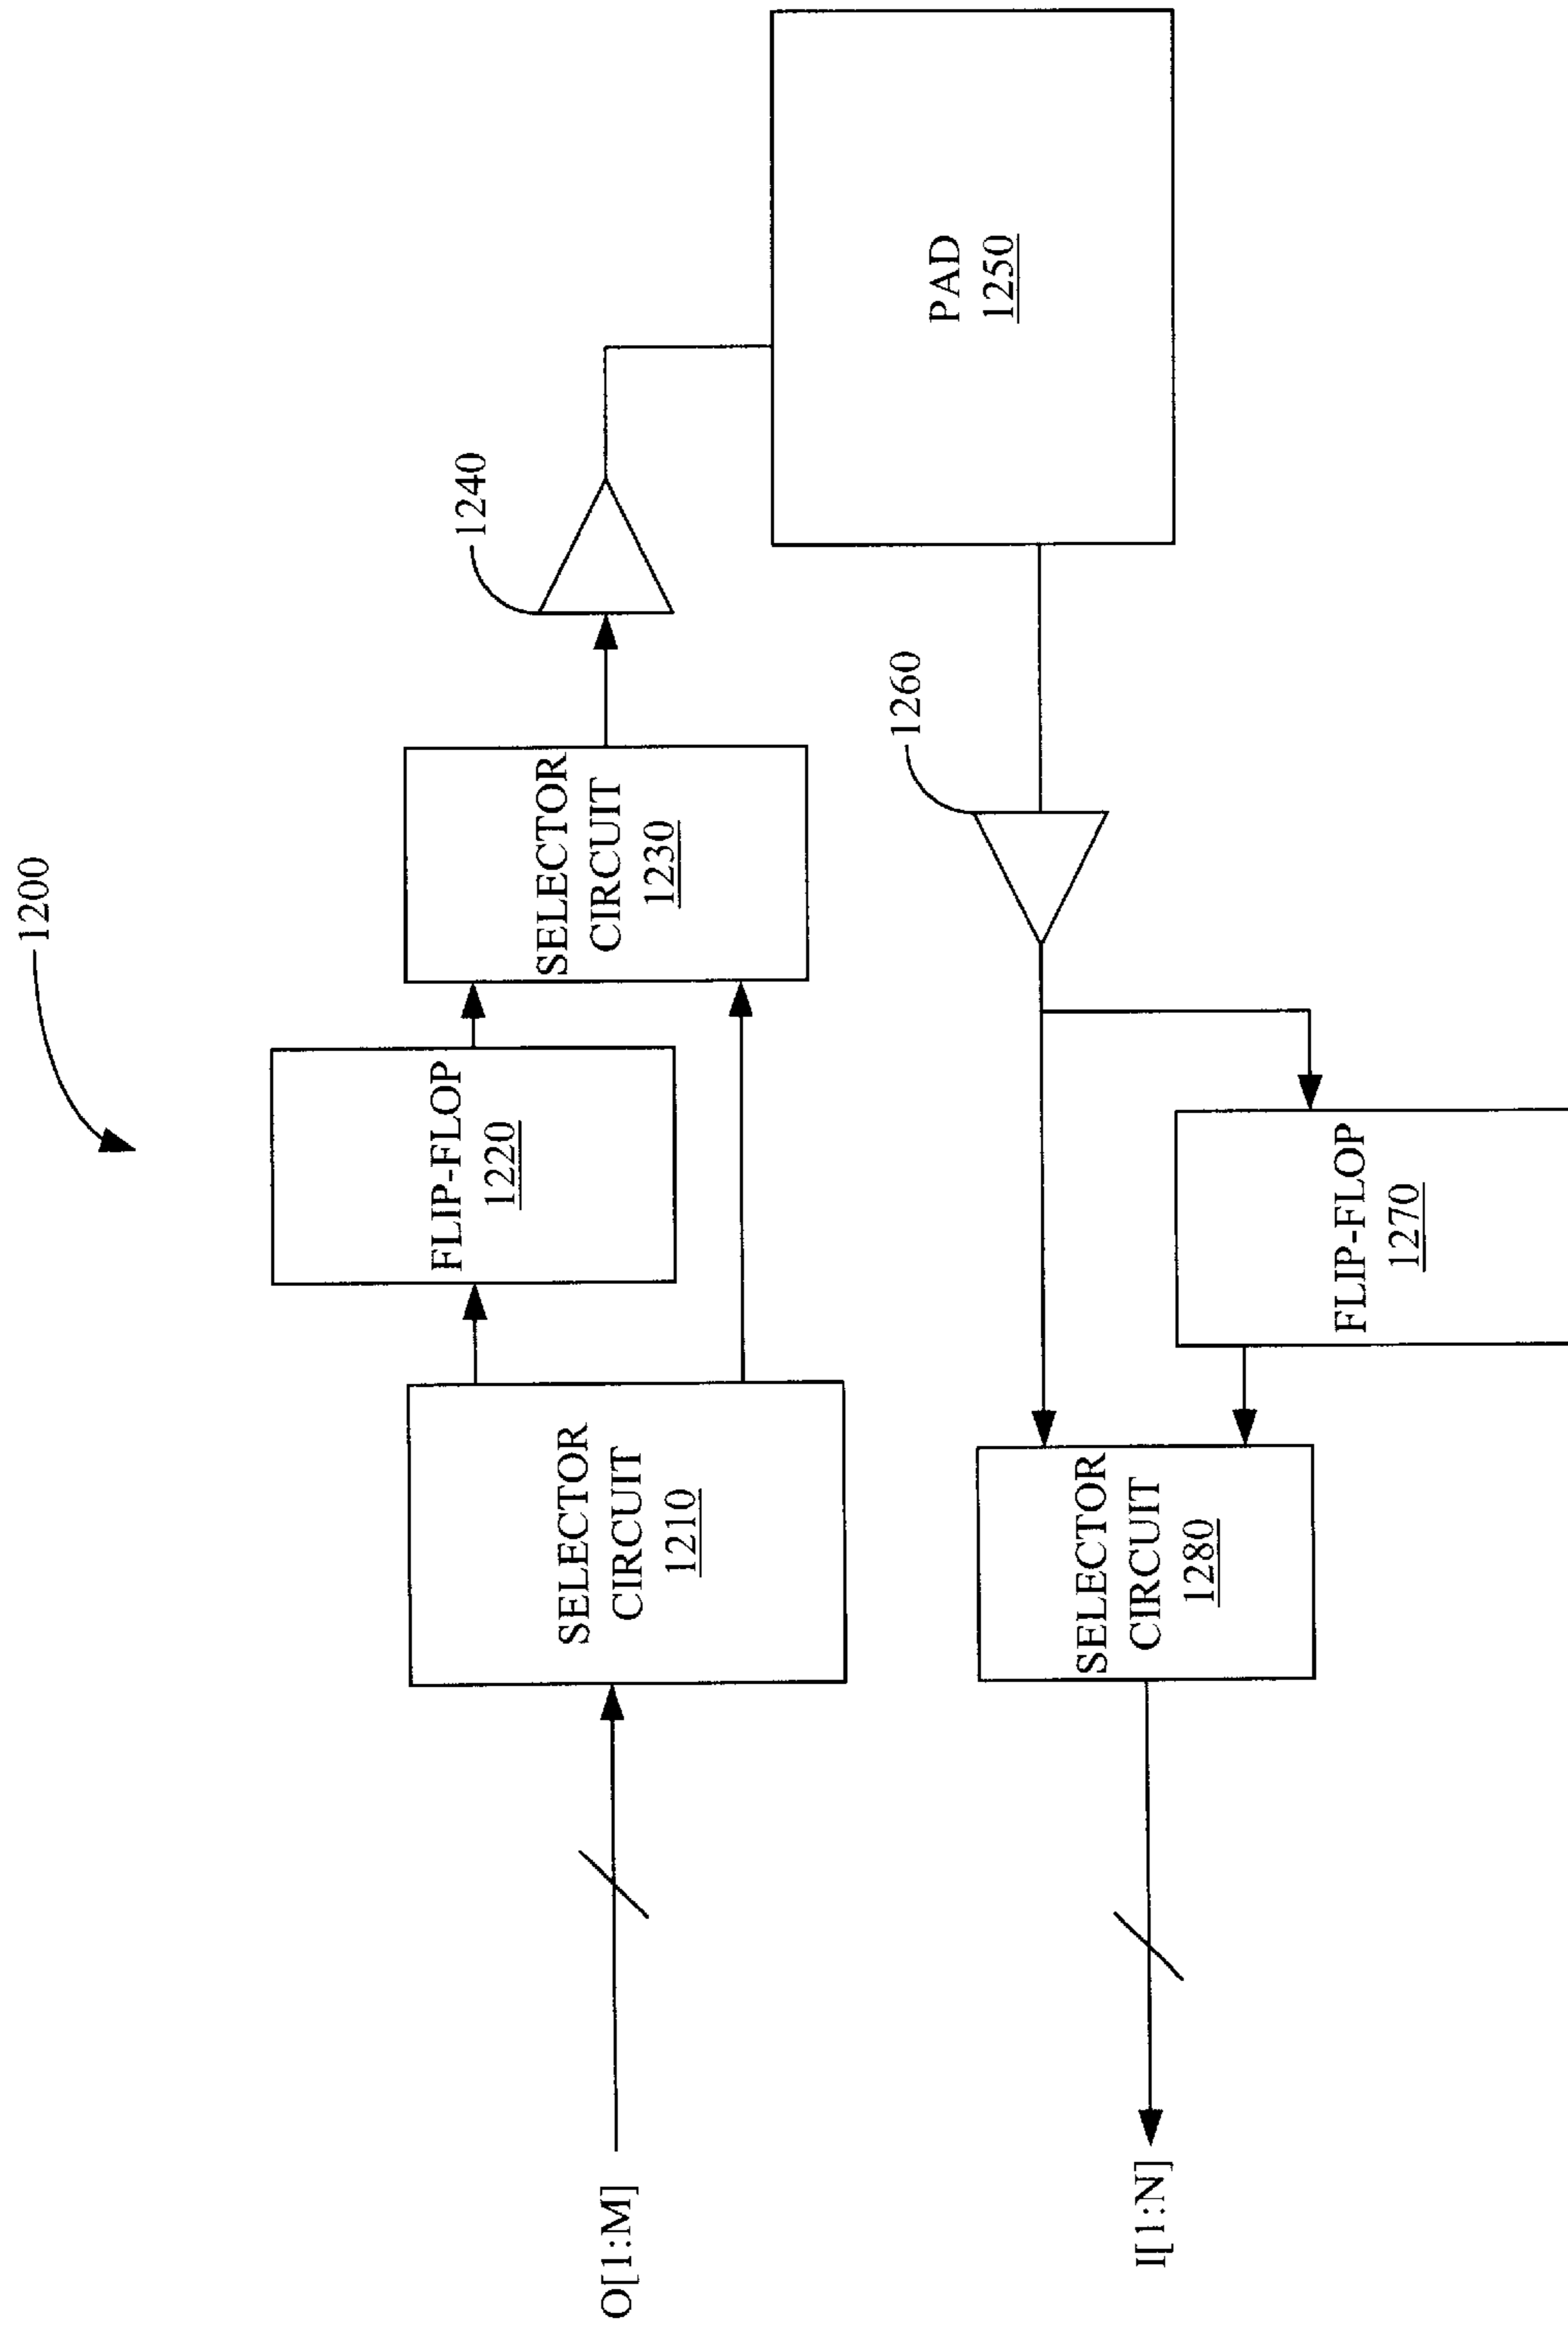 1200
O[1:M]
SELECTOR
CIRCUIT
1210
FLIP-FLOP
1220
SELECTOR
CIRCUIT
1230
1240
PAD
1250
1260
FLIP-FLOP
1270
SELECTOR
CIRCUIT
1280
I[1:N]